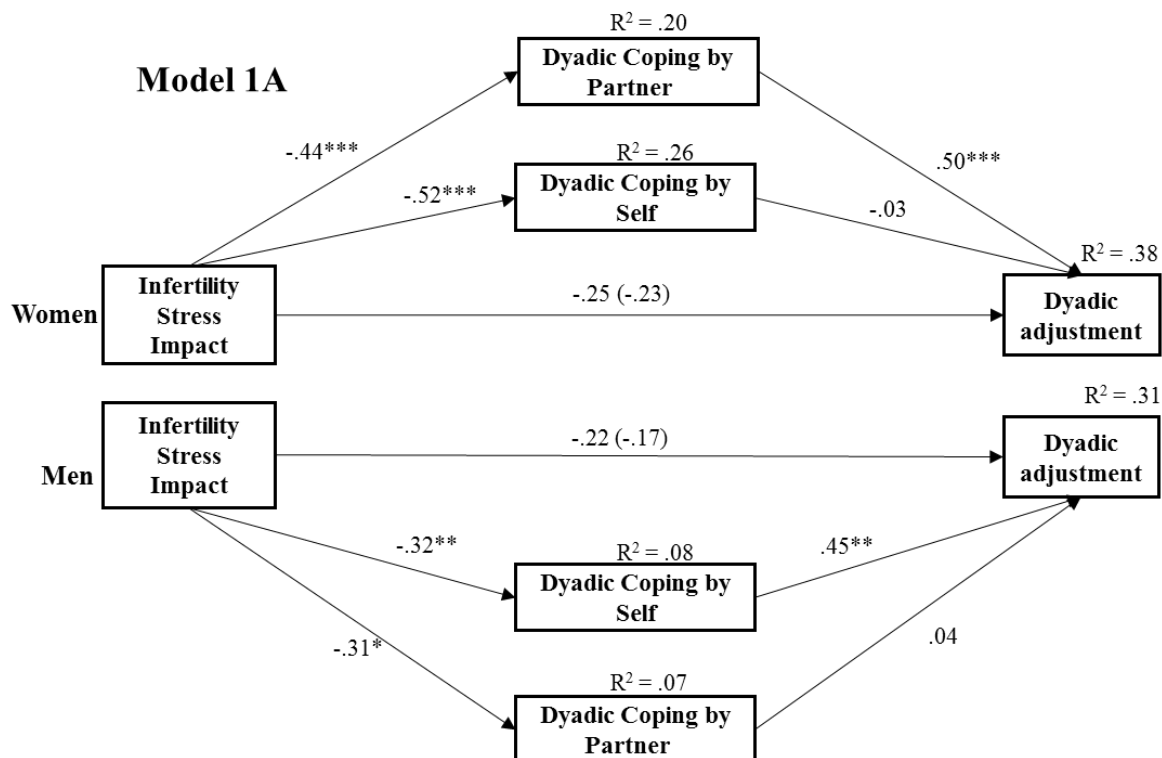 R² = .20
Model 1A
Dyadic Coping by
Partner
-.44***
R² = .26
.50***
-.52***
Dyadic Coping by
Self
-.03
R² = .38
Women
Infertility
Stress
Impact
-.25 (-.23)
Dyadic
adjustment
R² = .31
Men
Infertility
Stress
Impact
-.22 (-.17)
Dyadic
adjustment
-.32**
R² = .08
.45**
Dyadic Coping by
Self
-.31*
.04
R² = .07
Dyadic Coping by
Partner